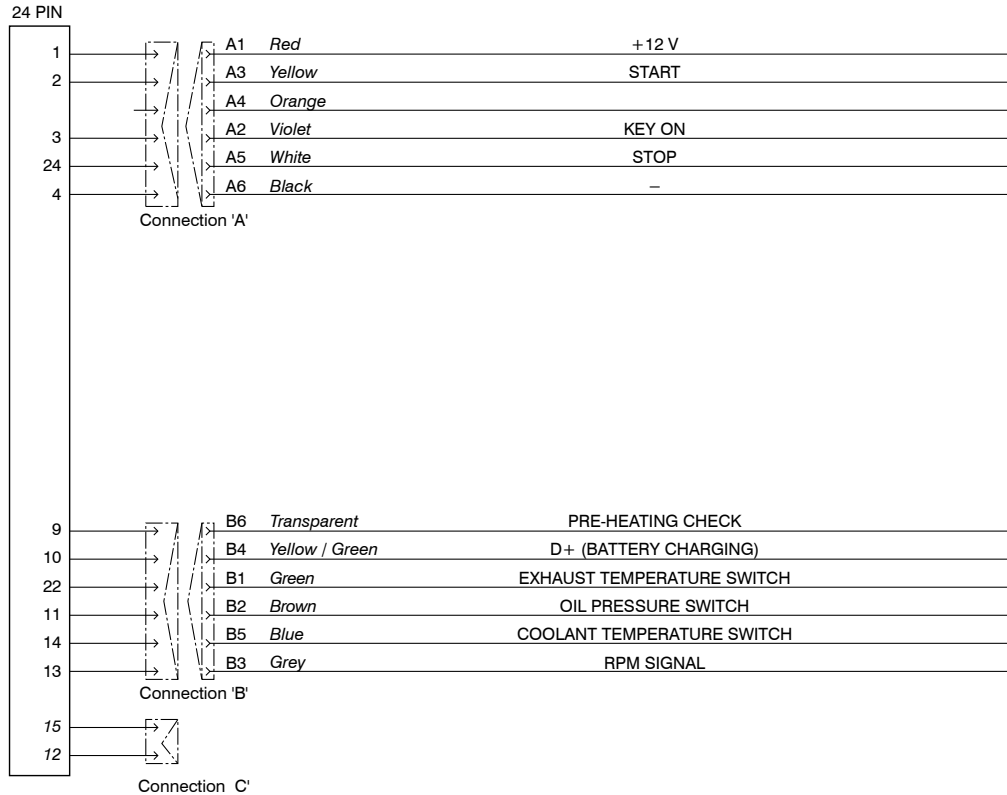 24 PIN
1 A1 Red +12 V
2 A3 Yellow START
A4 Orange
3 A2 Violet KEY ON
24 A5 White STOP
4 A6 Black −
Connection 'A'
9 B6 Transparent PRE-HEATING CHECK
10 B4 Yellow / Green D+ (BATTERY CHARGING)
22 B1 Green EXHAUST TEMPERATURE SWITCH
11 B2 Brown OIL PRESSURE SWITCH
14 B5 Blue COOLANT TEMPERATURE SWITCH
13 B3 Grey RPM SIGNAL
Connection 'B'
15
12
Connection C'